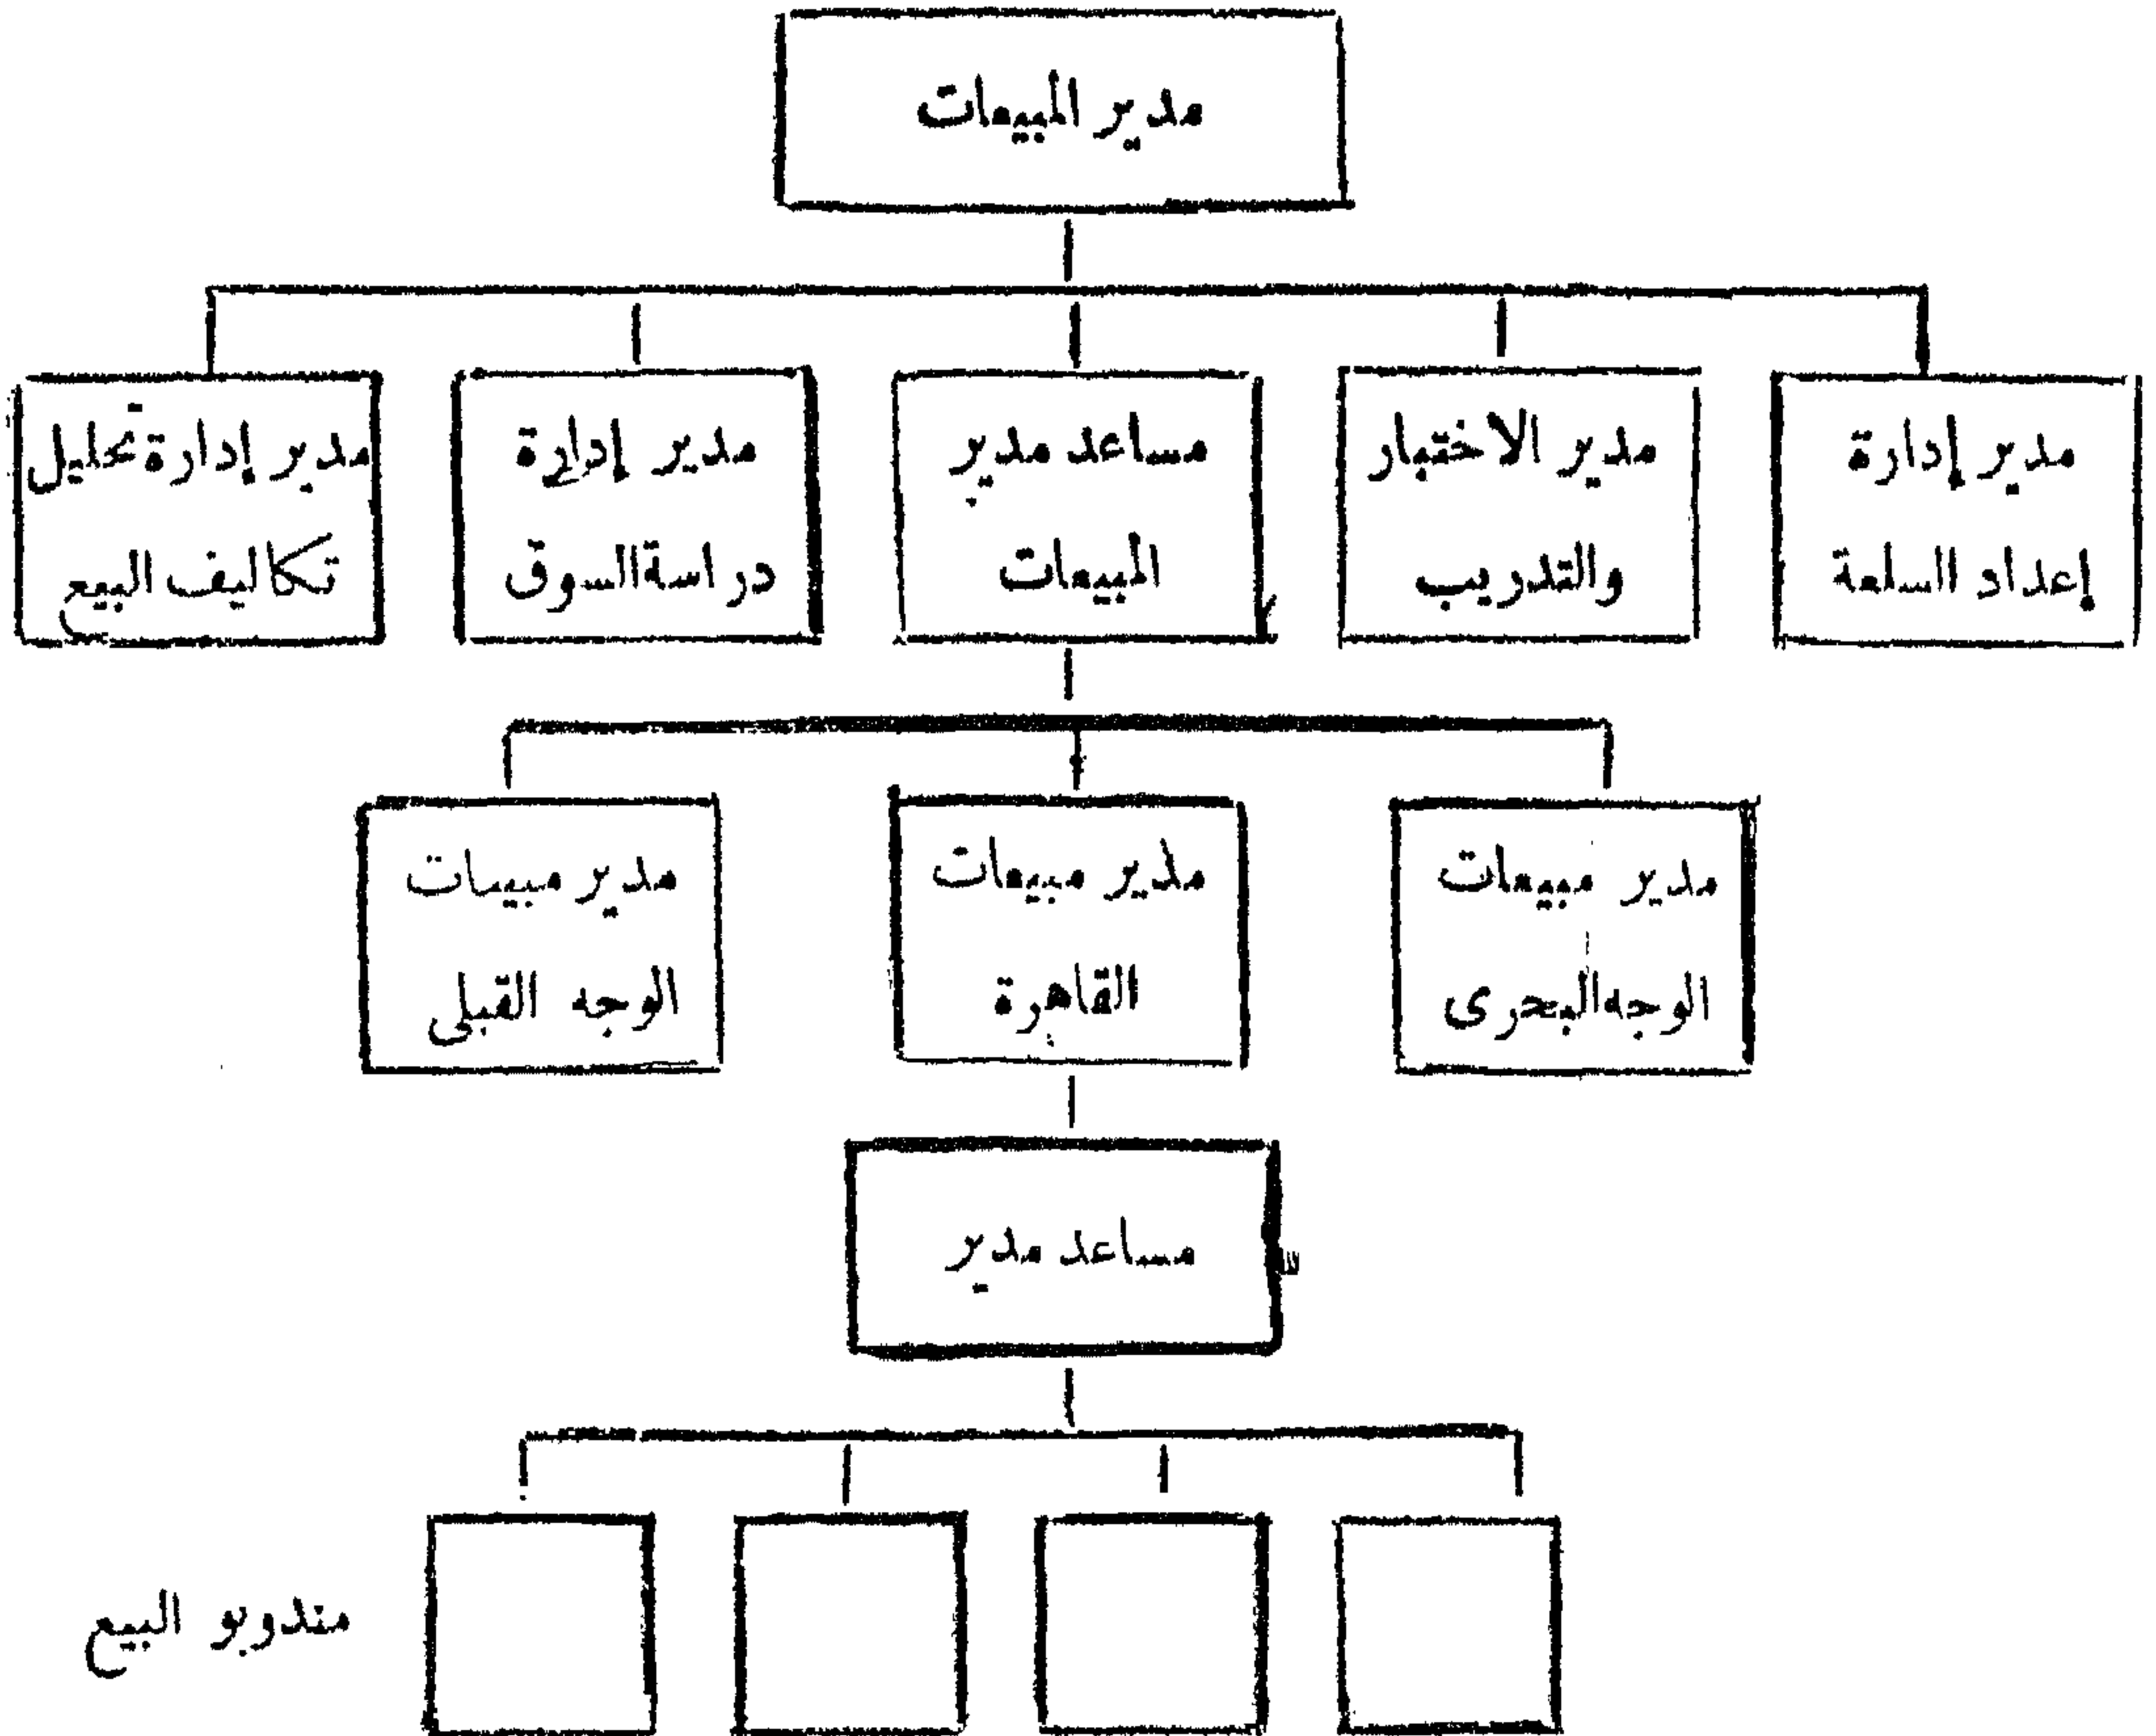 مدير المبيعات
مدير إدارة
إعداد السلعة
مدير الاختبار
والتدريب
مساعد مدير
المبيعات
مدير إدارة
دراسة السوق
مدير إدارة تحليل
تكاليف البيع
مدير مبيعات
الوجه البحرى
مدير مبيعات
القاهرة
مدير مبيعات
الوجه القبلى
مساعد مدير
مندوبو البيع